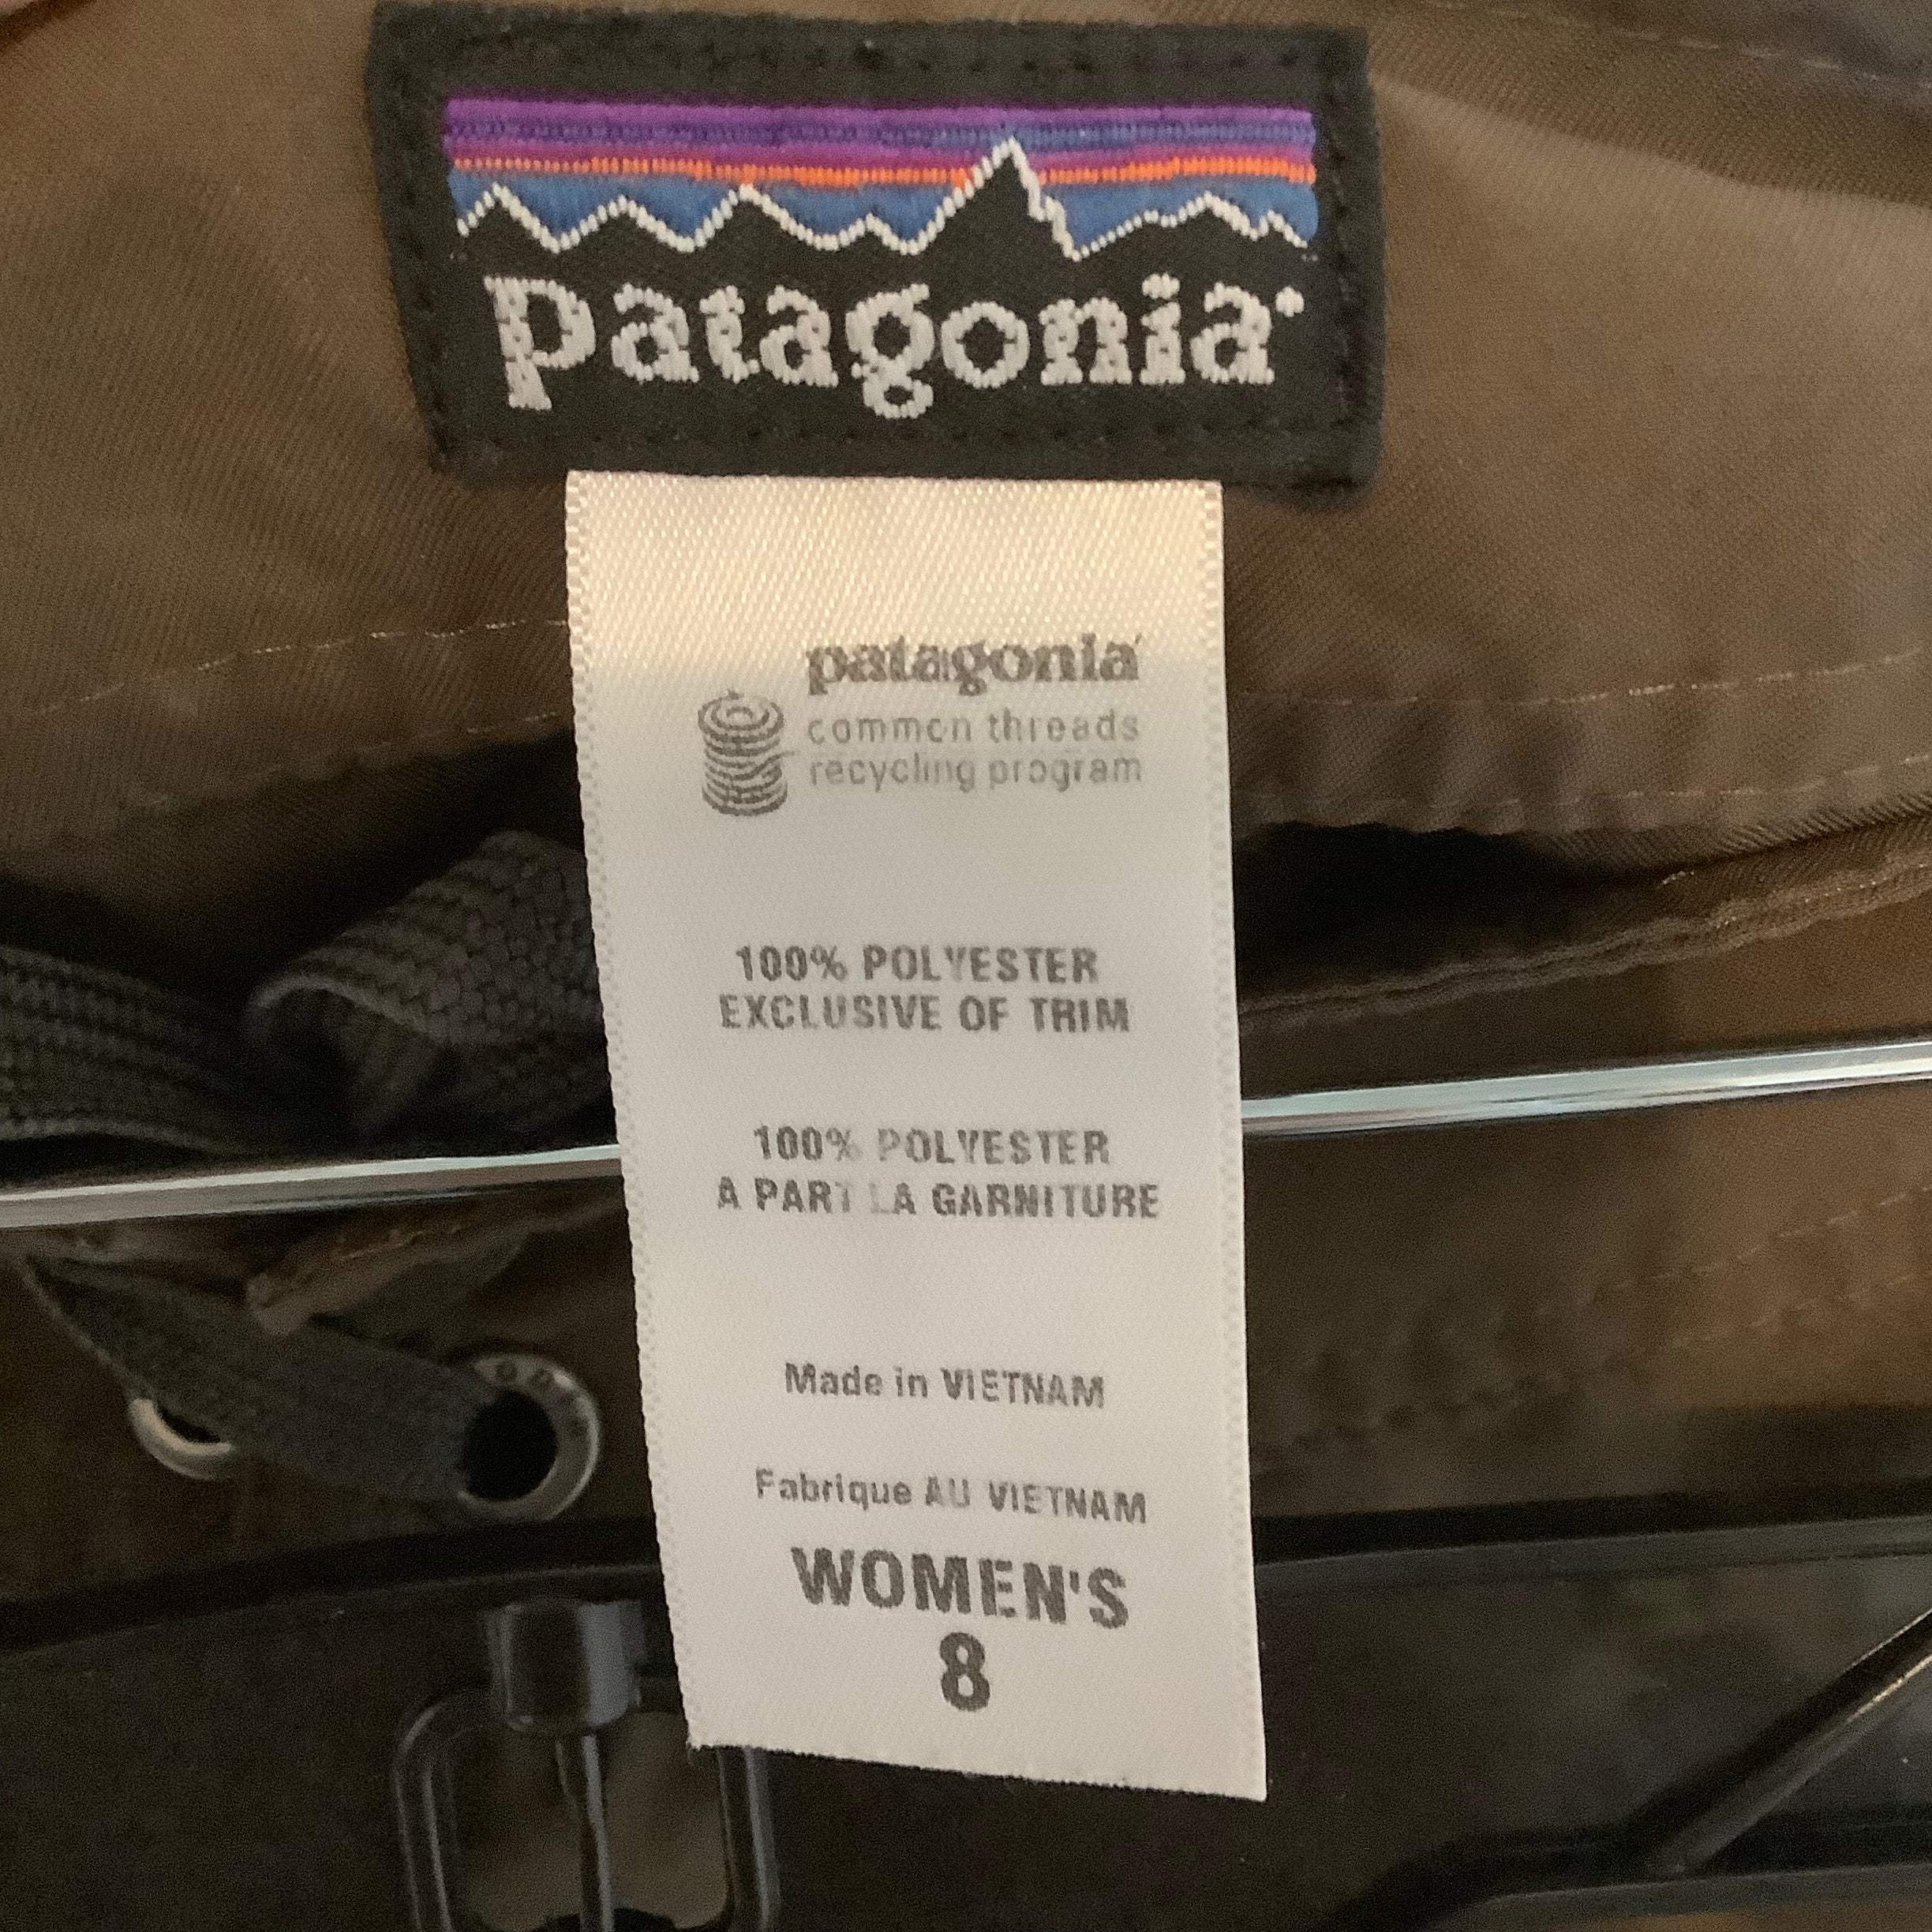 patagonia
patagonia
common threads
recycling program
100% POLYESTER
EXCLUSIVE OF TRIM
100% POLYESTER
A PART LA GARNITURE
Made in VIETNAM
Fabrique AU VIETNAM
WOMEN'S
8